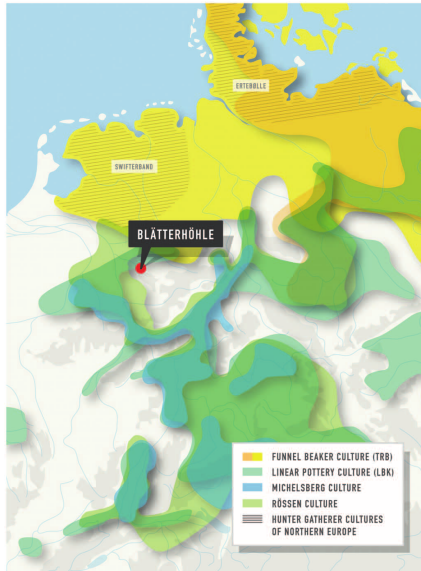 ERTEBØLLE
SWIFTERBAND
BLÄTTERHÖHLE
FUNNEL BEAKER CULTURE (TRB)
LINEAR POTTERY CULTURE (LBK)
MICHELSBERG CULTURE
RÖSSEN CULTURE
HUNTER GATHERER CULTURES
OF NORTHERN EUROPE